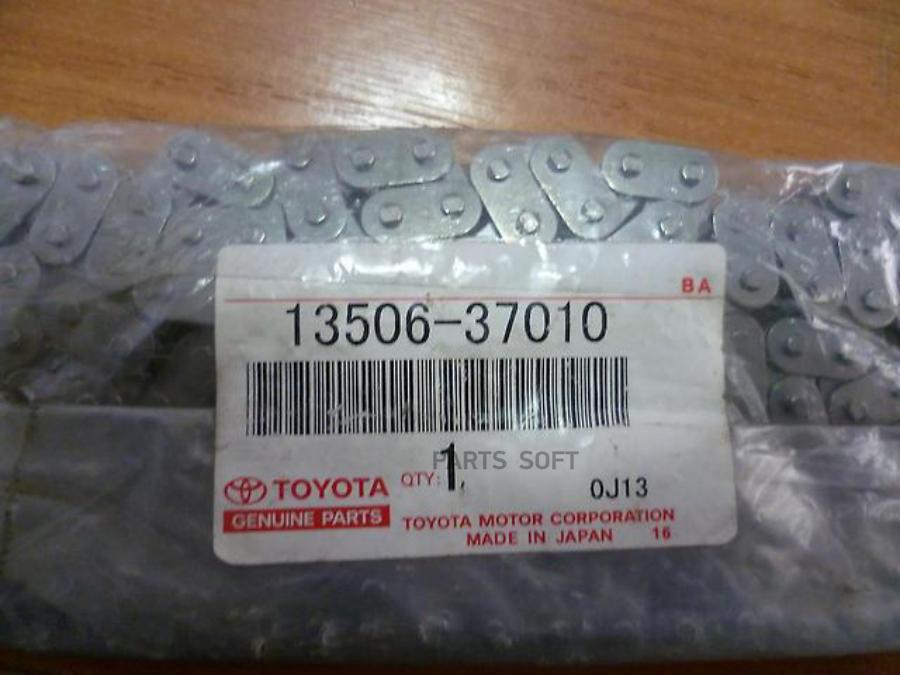 BA
13506-37010
PARTS SOFT
QTY: 1
TOYOTA
0J13
GENUINE PARTS
TOYOTA MOTOR CORPORATION
MADE IN JAPAN 16